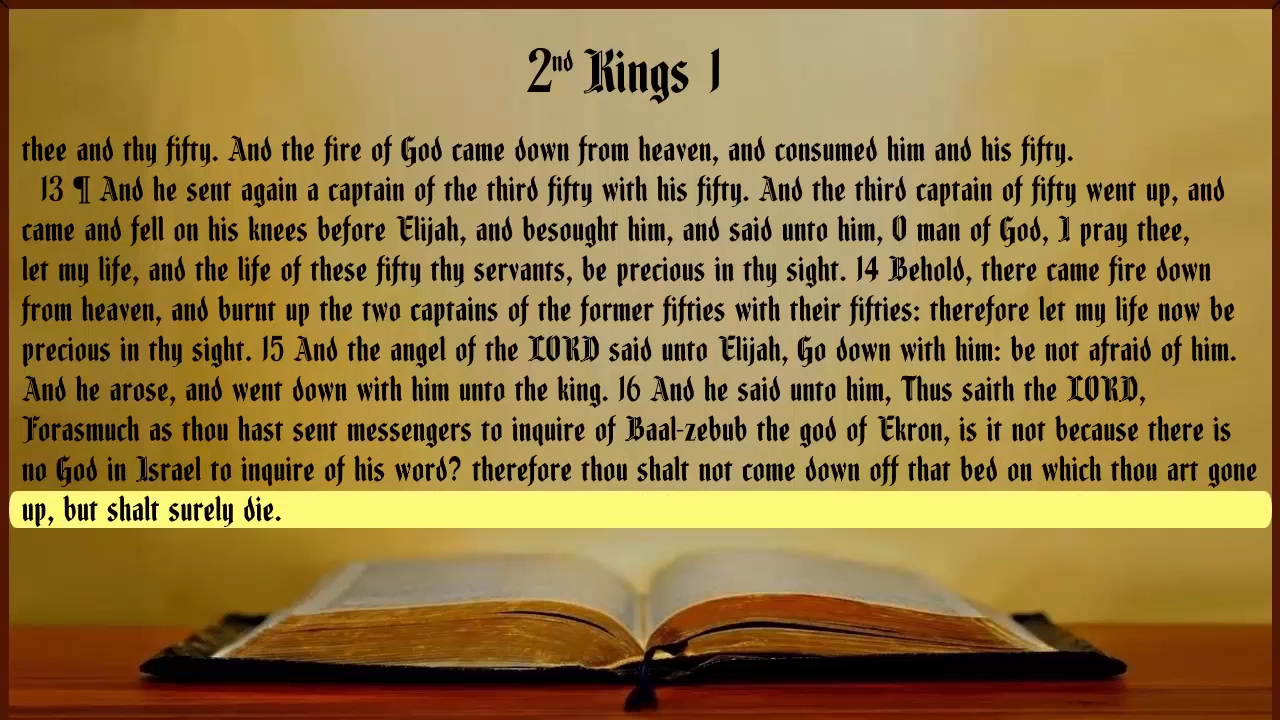 2nd Kings 1
thee and thy fifty. And the fire of God came down from heaven, and consumed him and his fifty.
13 ¶ And he sent again a captain of the third fifty with his fifty. And the third captain of fifty went up, and
came and fell on his knees before Elijah, and besought him, and said unto him, O man of God, I pray thee,
let my life, and the life of these fifty thy servants, be precious in thy sight. 14 Behold, there came fire down
from heaven, and burnt up the two captains of the former fifties with their fifties: therefore let my life now be
precious in thy sight. 15 And the angel of the LORD said unto Elijah, Go down with him: be not afraid of him.
And he arose, and went down with him unto the king. 16 And he said unto him, Thus saith the LORD,
Forasmuch as thou hast sent messengers to inquire of Baal-zebub the god of Ekron, is it not because there is
no God in Israel to inquire of his word? therefore thou shalt not come down off that bed on which thou art gone
up, but shalt surely die.